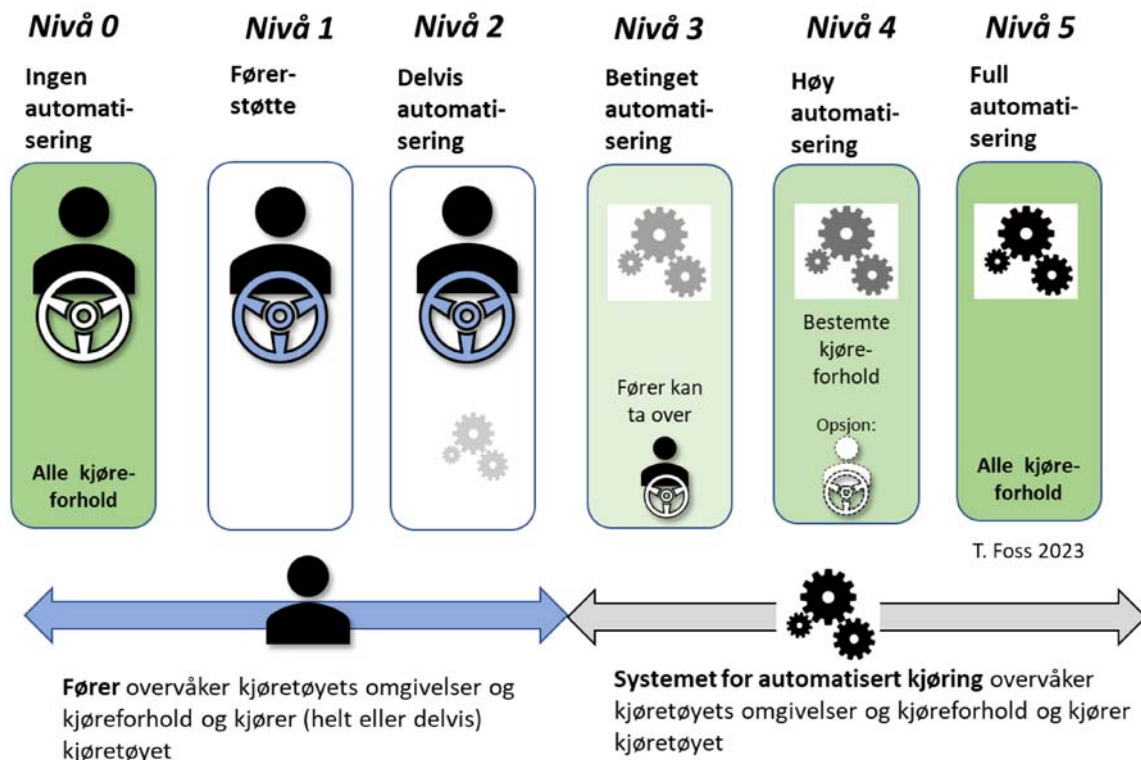 Nivå 0
Nivå 1
Nivå 2
Nivå 3
Nivå 4
Nivå 5
Ingen
automati-
sering
Fører-
støtte
Delvis
automati-
sering
Betinget
automati-
sering
Høy
automati-
sering
Full
automati-
sering
Alle kjøre-
forhold
Fører kan
ta over
Bestemte
kjøre-
forhold
Opsjon:
Alle kjøre-
forhold
T. Foss 2023
Fører overvåker kjøretøyets omgivelser og
kjøreforhold og kjører (helt eller delvis)
kjøretøyet
Systemet for automatisert kjøring overvåker
kjøretøyets omgivelser og kjøreforhold og kjører
kjøretøyet